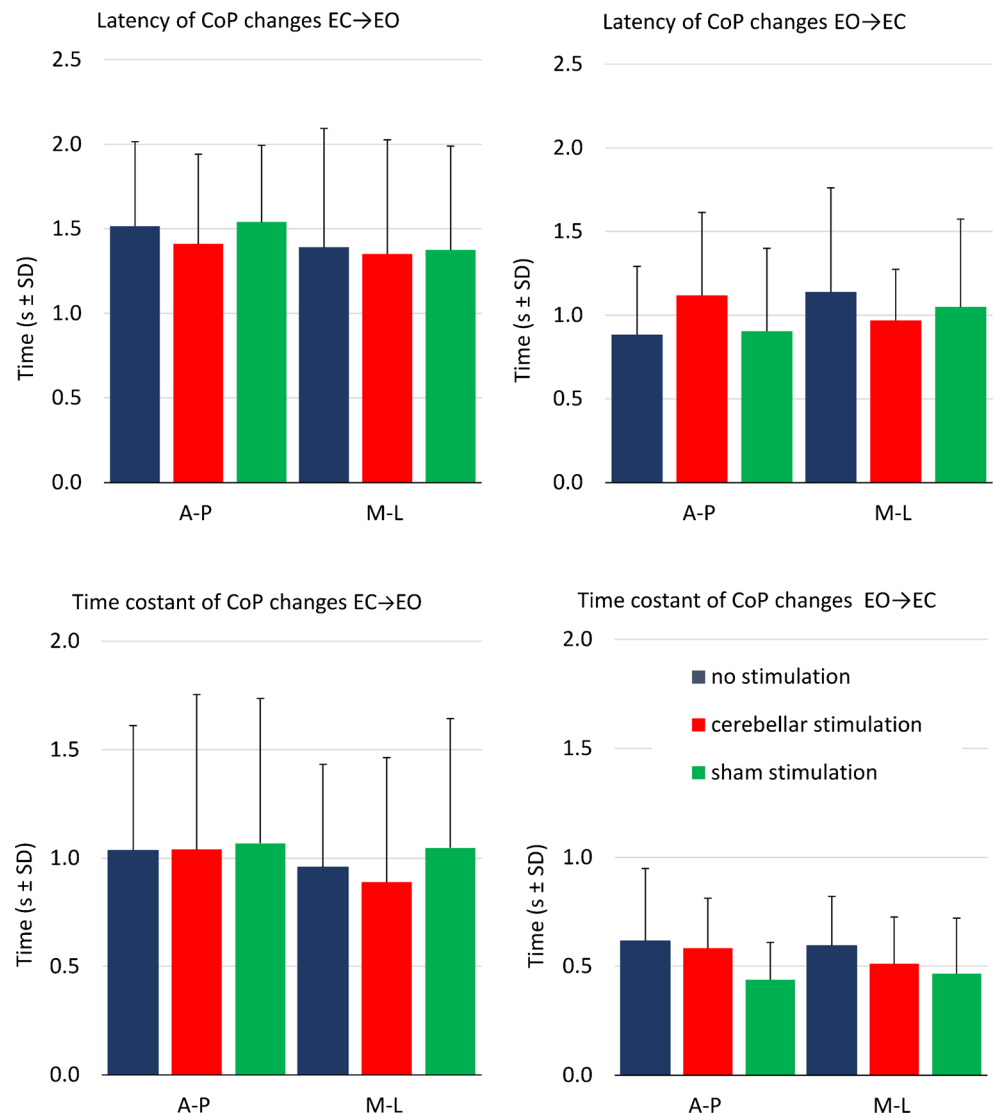 Latency of CoP changes EC→EO
2.5
2.0
1.5
1.0
0.5
0.0
Time (s ± SD)
A-P M-L
Latency of CoP changes EO→EC
2.5
2.0
1.5
1.0
0.5
0.0
Time (s ± SD)
A-P M-L
Time costant of CoP changes EC→EO
2.0
1.5
1.0
0.5
0.0
Time (s ± SD)
A-P M-L
Time costant of CoP changes EO→EC
2.0
1.5
1.0
0.5
0.0
Time (s ± SD)
no stimulation
cerebellar stimulation
sham stimulation
A-P M-L